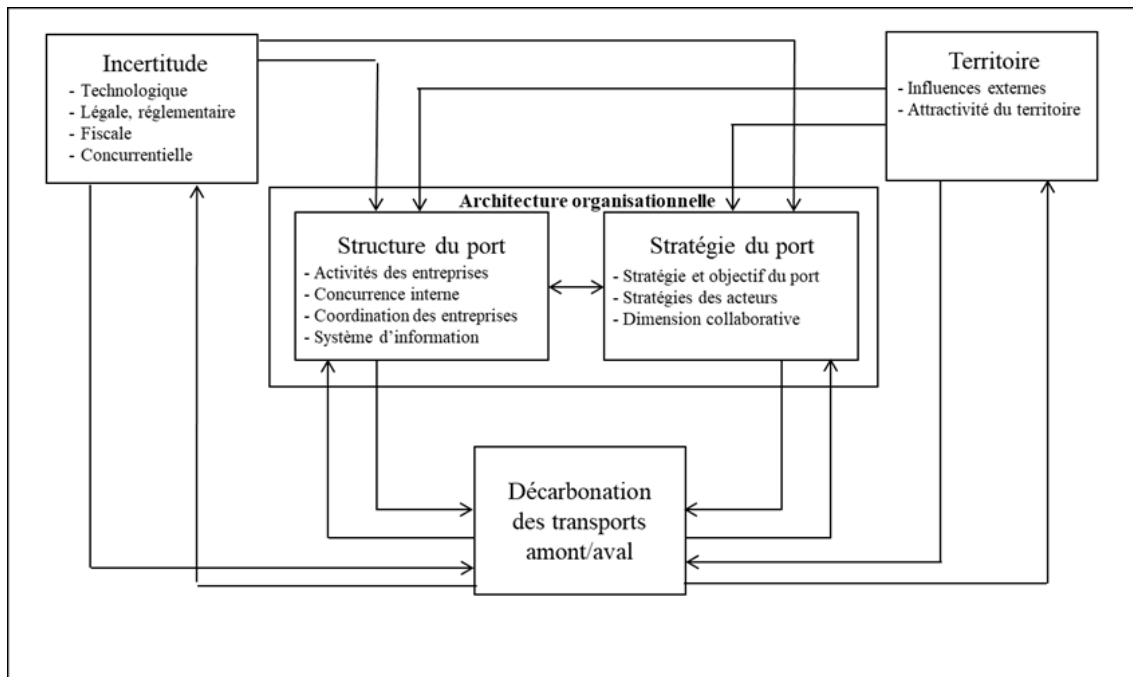 Incertitude
- Technologique
- Légale, réglementaire
- Fiscale
- Concurrentielle
Territoire
- Influences externes
- Attractivité du territoire
Architecture organisationnelle
Structure du port
- Activités des entreprises
- Concurrence interne
- Coordination des entreprises
- Système d’information
Stratégie du port
- Stratégie et objectif du port
- Stratégies des acteurs
- Dimension collaborative
Décarbonation
des transports
amont/aval